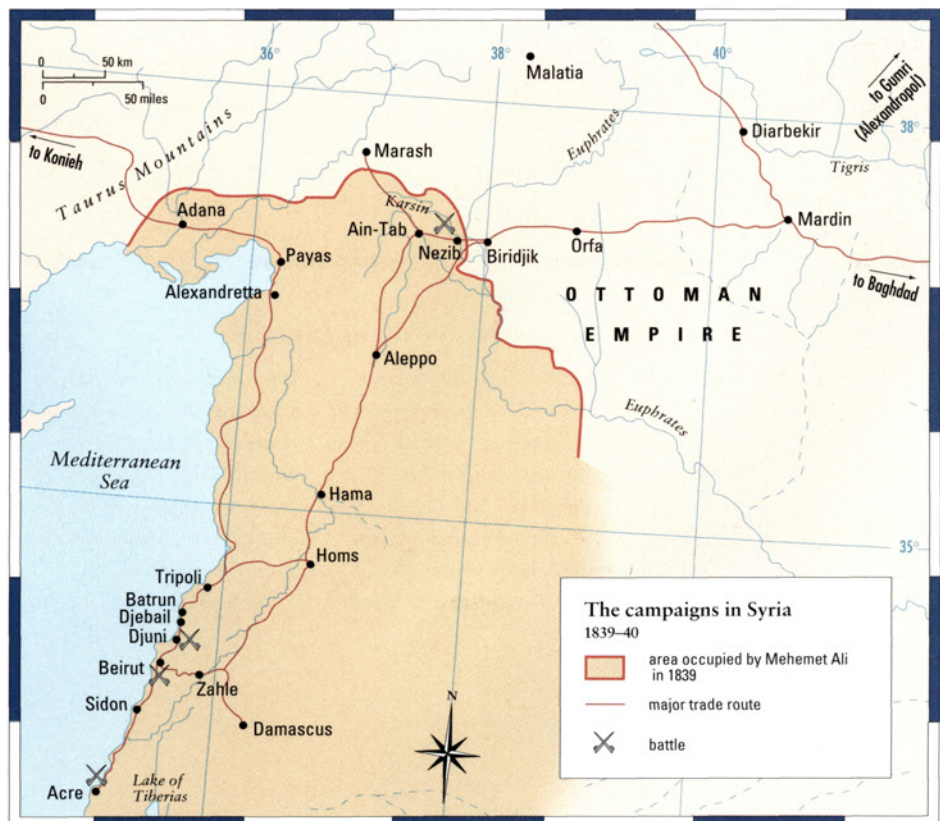 0 50 km
0 50 miles
36°
38°
40°
38°
35°
to Gumri
(Alexandropol)
Malatia
Diarbekir
Euphrates
Tigris
to Konieh
Taurus Mountains
Marash
Karsin
Adana
Ain-Tab
Nezib
Biridjik
Orfa
Mardin
to Baghdad
Payas
Alexandretta
OTTOMAN
EMPIRE
Aleppo
Euphrates
Mediterranean
Sea
Hama
Homs
Tripoli
Batrun
Djebail
Djuni
Beirut
Zahle
Sidon
Damascus
N
Acre
Lake of
Tiberias
The campaigns in Syria
1839–40
area occupied by Mehemet Ali
in 1839
major trade route
battle